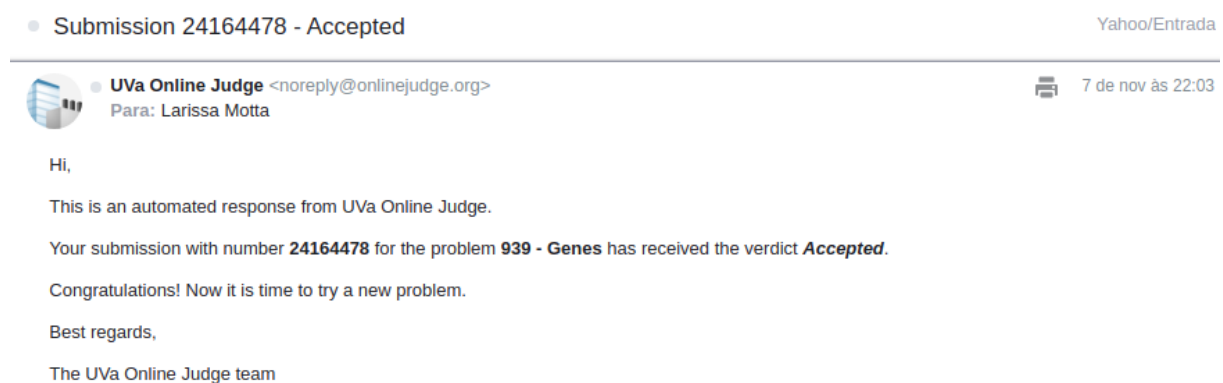 Submission 24164478 - Accepted
Yahoo/Entrada
UVa Online Judge <noreply@onlinejudge.org>
7 de nov às 22:03
Para: Larissa Motta
Hi,
This is an automated response from UVa Online Judge.
Your submission with number 24164478 for the problem 939 - Genes has received the verdict Accepted.
Congratulations! Now it is time to try a new problem.
Best regards,
The UVa Online Judge team